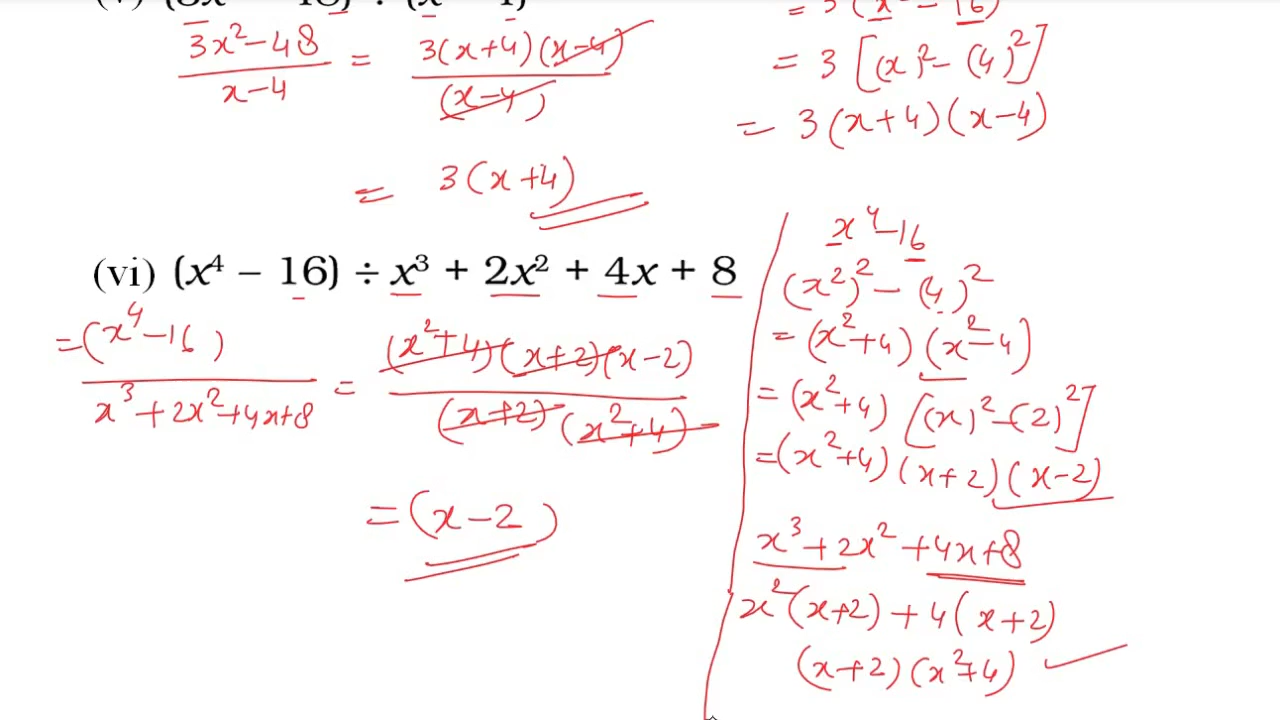 3x² − 48 / x − 4 = 3(x+4)(x−4) / (x−4)
= 3(x+4)
= 3[(x)² − (4)²]
= 3(x+4)(x−4)
(vi) (x⁴ – 16) ÷ x³ + 2x² + 4x + 8
= (x⁴ − 16) / x³ + 2x² + 4x + 8 = (x²+4)(x+2)(x−2) / (x+2)(x²+4)
= (x − 2)
x⁴ − 16
(x²)² − (4)²
= (x²+4)(x²−4)
= (x²+4)[(x)² − (2)²]
= (x²+4)(x+2)(x−2)
x³ + 2x² + 4x + 8
x²(x+2) + 4(x+2)
(x+2)(x²+4)